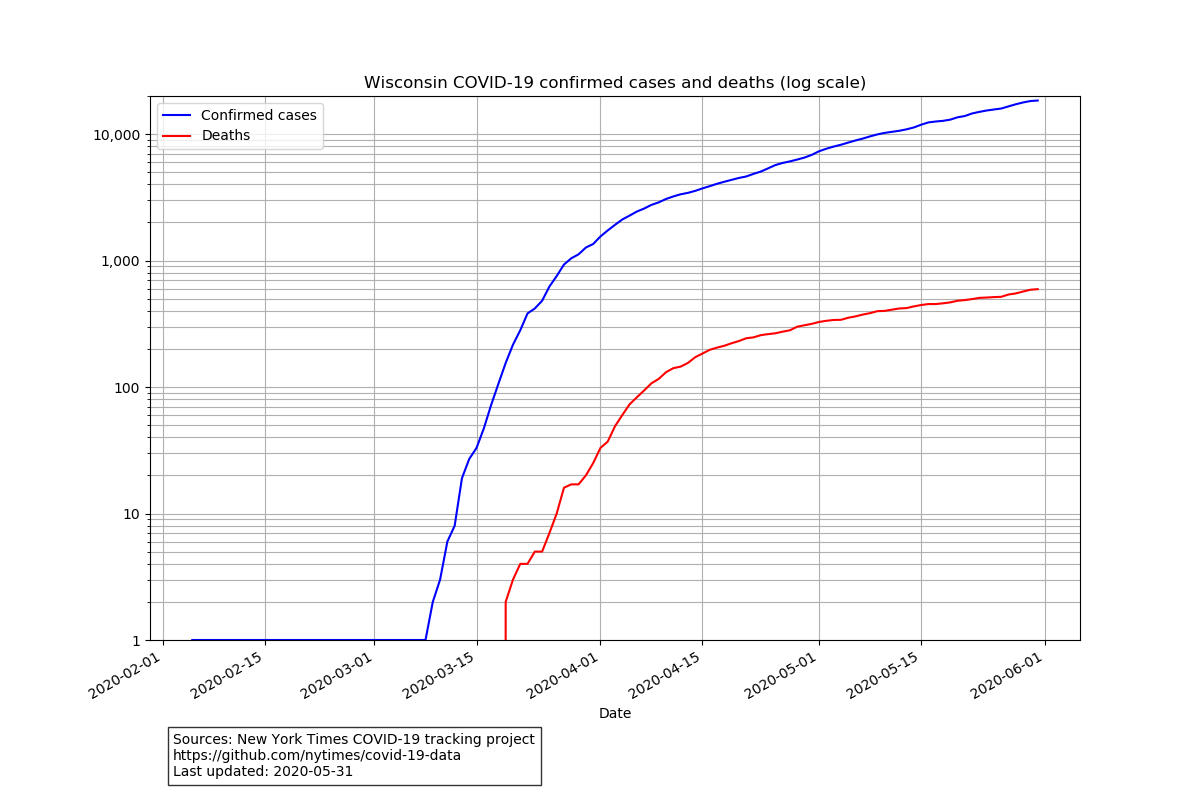 Wisconsin COVID-19 confirmed cases and deaths (log scale)
Confirmed cases
Deaths
10,000
1,000
100
10
1
2020-02-01
2020-02-15
2020-03-01
2020-03-15
2020-04-01
2020-04-15
2020-05-01
2020-05-15
2020-06-01
Date
Sources: New York Times COVID-19 tracking project
https://github.com/nytimes/covid-19-data
Last updated: 2020-05-31